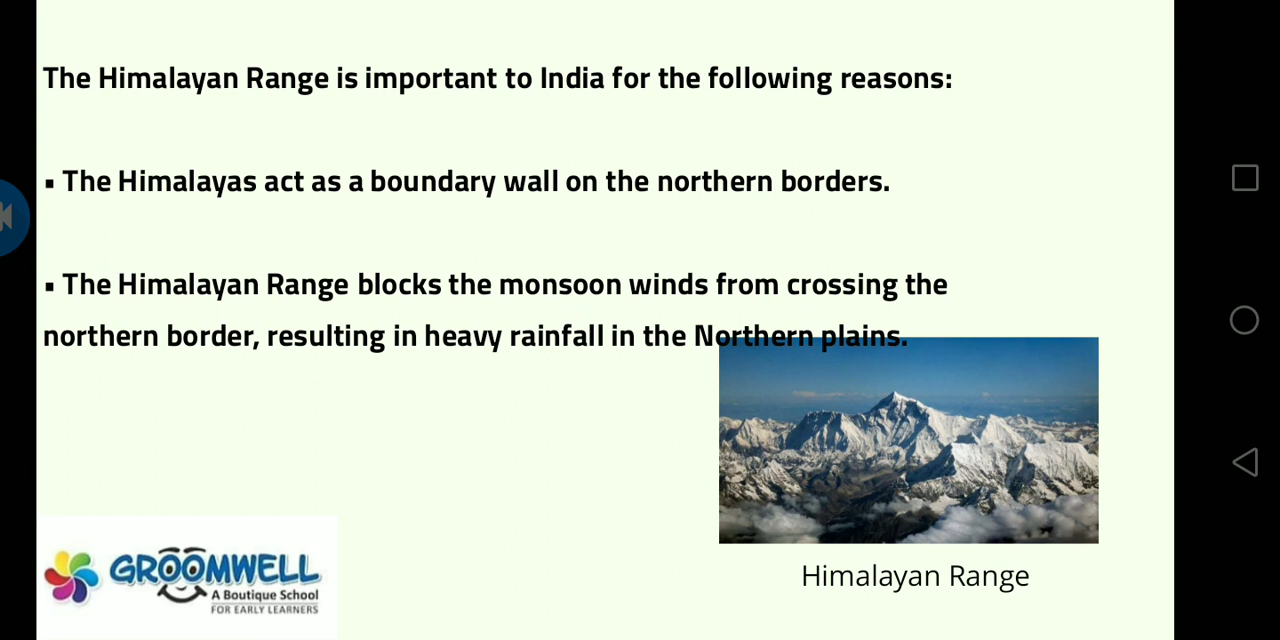 The Himalayan Range is important to India for the following reasons:
▪ The Himalayas act as a boundary wall on the northern borders.
▪ The Himalayan Range blocks the monsoon winds from crossing the
northern border, resulting in heavy rainfall in the Northern plains.
Himalayan Range
GROOMWELL
A Boutique School
FOR EARLY LEARNERS